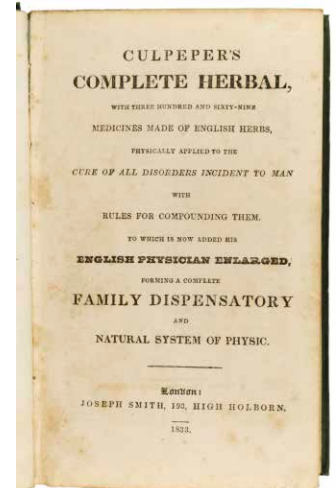 CULPEPER'S
COMPLETE HERBAL,
WITH THREE HUNDRED AND SIXTY-NINE
MEDICINES MADE OF ENGLISH HERBS,
PHYSICALLY APPLIED TO THE
CURE OF ALL DISORDERS INCIDENT TO MAN
WITH
RULES FOR COMPOUNDING THEM.
TO WHICH IS NOW ADDED HIS
ENGLISH PHYSICIAN ENLARGED,
FORMING A COMPLETE
FAMILY DISPENSATORY
AND
NATURAL SYSTEM OF PHYSIC.
London:
JOSEPH SMITH, 193, HIGH HOLBORN,
1833.